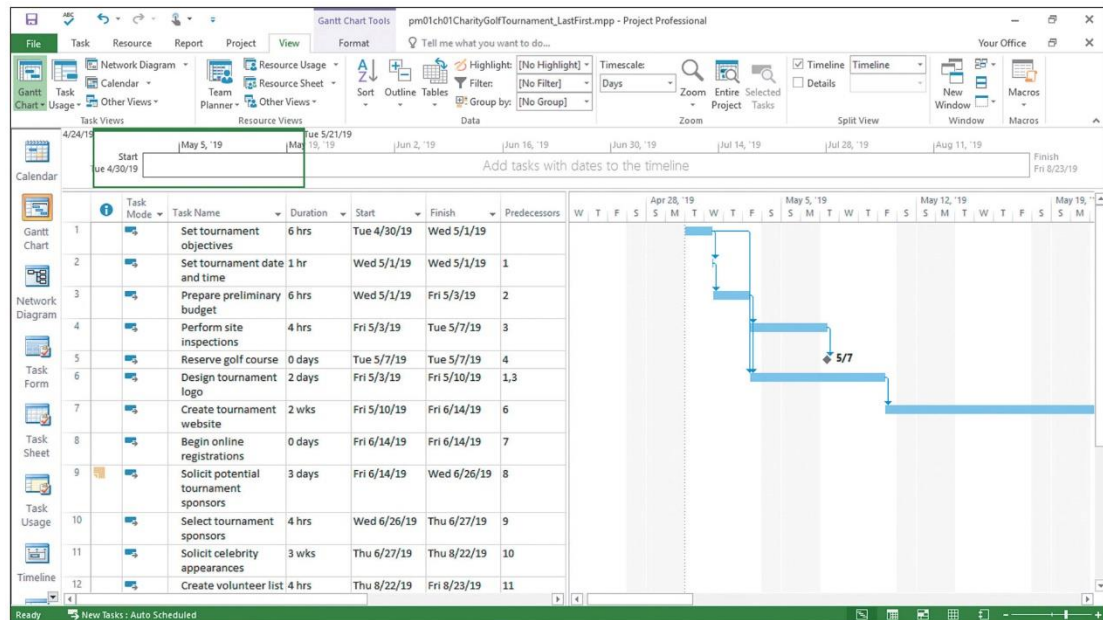 Gantt Chart Tools pm01ch01CharityGolfTournament_LastFirst.mpp - Project Professional
File Task Resource Report Project View Format Tell me what you want to do... Your Office
Gantt Chart Task Usage Network Diagram Calendar Other Views
Team Planner Resource Usage Resource Sheet Other Views
Sort Outline Tables Highlight: [No Highlight] Filter: [No Filter] Group by: [No Group]
Timescale: Days Zoom Entire Project Selected Tasks
Timeline Timeline Details
New Window Macros
Task Views Resource Views Data Zoom Split View Window Macros
4/24/19 Tue 5/21/19
May 5, '19 May 19, '19 Jun 2, '19 Jun 16, '19 Jun 30, '19 Jul 14, '19 Jul 28, '19 Aug 11, '19
Start Tue 4/30/19 Add tasks with dates to the timeline Finish Fri 8/23/19
Calendar
Gantt Chart
Network Diagram
Task Form
Task Sheet
Task Usage
Timeline
Task Mode Task Name Duration Start Finish Predecessors
1 Set tournament objectives 6 hrs Tue 4/30/19 Wed 5/1/19
2 Set tournament date and time 1 hr Wed 5/1/19 Wed 5/1/19 1
3 Prepare preliminary budget 6 hrs Wed 5/1/19 Fri 5/3/19 2
4 Perform site inspections 4 hrs Fri 5/3/19 Tue 5/7/19 3
5 Reserve golf course 0 days Tue 5/7/19 Tue 5/7/19 4
6 Design tournament logo 2 days Fri 5/3/19 Fri 5/10/19 1,3
7 Create tournament website 2 wks Fri 5/10/19 Fri 6/14/19 6
8 Begin online registrations 0 days Fri 6/14/19 Fri 6/14/19 7
9 Solicit potential tournament sponsors 3 days Fri 6/14/19 Wed 6/26/19 8
10 Select tournament sponsors 4 hrs Wed 6/26/19 Thu 6/27/19 9
11 Solicit celebrity appearances 3 wks Thu 6/27/19 Thu 8/22/19 10
12 Create volunteer list 4 hrs Thu 8/22/19 Fri 8/23/19 11
Apr 28, '19 May 5, '19 May 12, '19 May 19, '
W T F S S M T W T F S S M T W T F S S M T W T F S S M
5/7
Ready New Tasks : Auto Scheduled